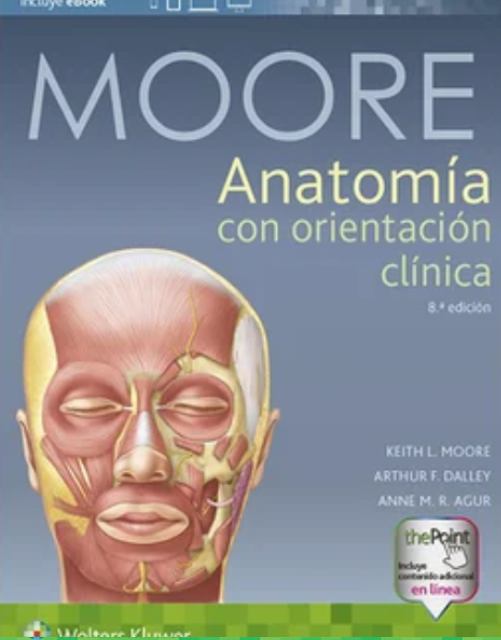 Incluye eBook
MOORE
Anatomía
con orientación
clínica
8.ª edición
KEITH L. MOORE
ARTHUR F. DALLEY
ANNE M. R. AGUR
thePoint
Incluye
contenido adicional
en línea
Wolters Kluwer